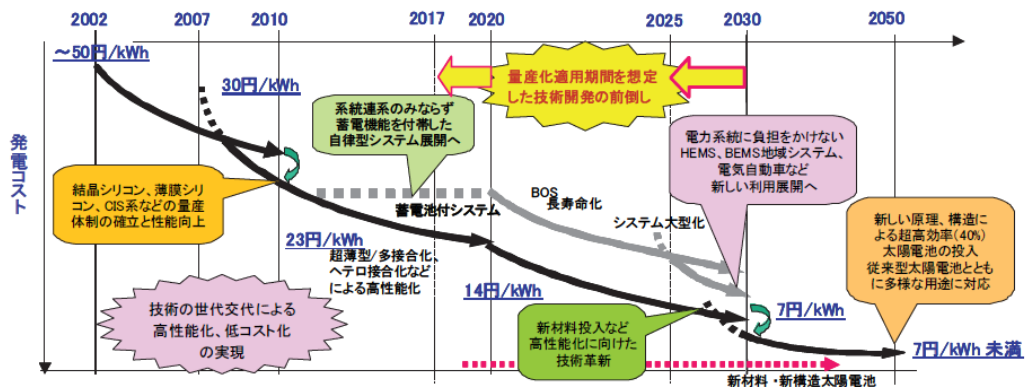 2002
2007
2010
2017
2020
2025
2030
2050
～50円/kWh
30円/kWh
量産化適用期間を想定
した技術開発の前倒し
系統連系のみならず
蓄電機能を付帯した
自律型システム展開へ
電力系統に負担をかけない
HEMS、BEMS地域システム、
電気自動車など
新しい利用展開へ
発電コスト
結晶シリコン、薄膜シリ
コン、CIS系などの量産
体制の確立と性能向上
蓄電池付システム
BOS
長寿命化
システム大型化
新しい原理、構造に
よる超高効率(40%)
太陽電池の投入
従来型太陽電池ととも
に多様な用途に対応
23円/kWh
超薄型/多接合化、
ヘテロ接合化など
による高性能化
技術の世代交代による
高性能化、低コスト化
の実現
14円/kWh
7円/kWh
新材料投入など
高性能化に向けた
技術革新
7円/kWh 未満
新材料・新構造太陽電池